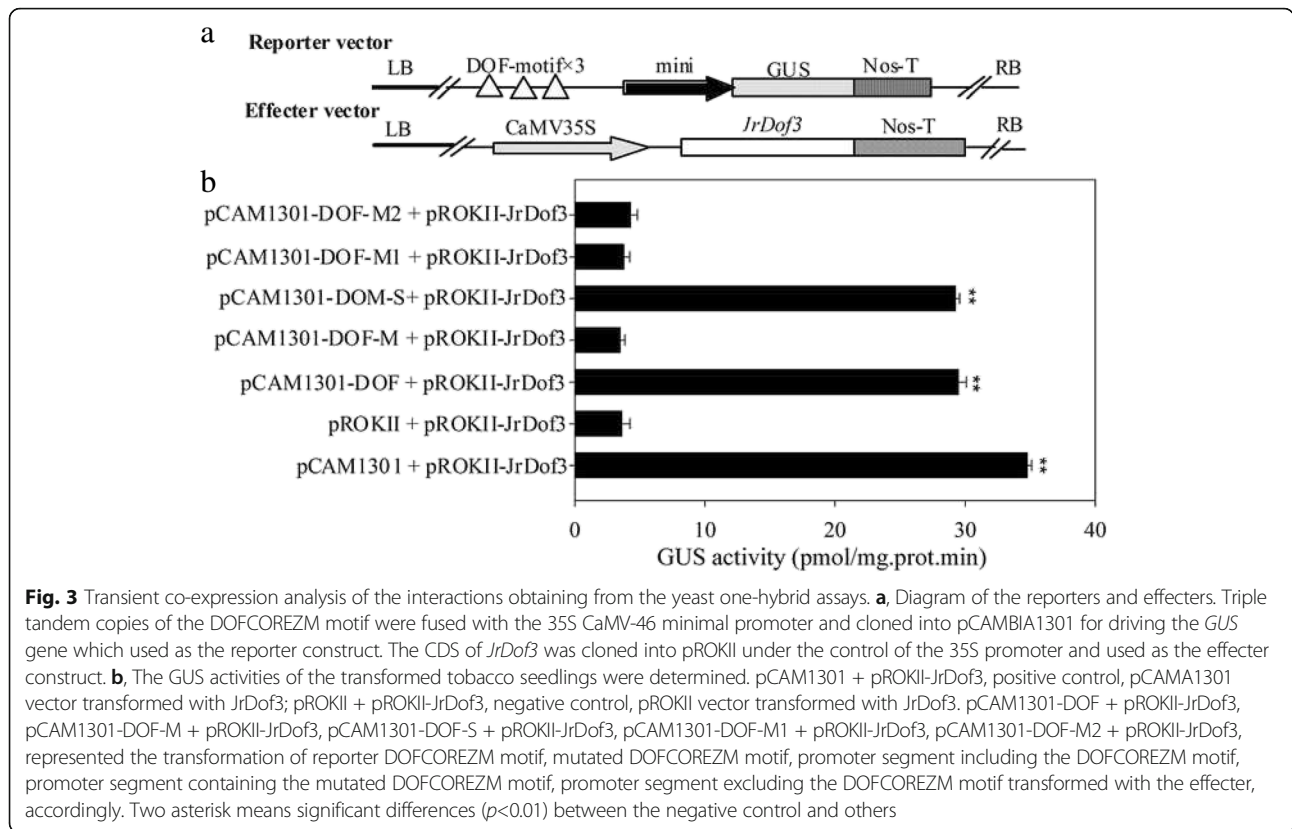 a
Reporter vector
LB DOF-motif×3 mini GUS Nos-T RB
Effecter vector
LB CaMV35S JrDof3 Nos-T RB
b
pCAM1301-DOF-M2 + pROKII-JrDof3
pCAM1301-DOF-M1 + pROKII-JrDof3
pCAM1301-DOM-S+ pROKII-JrDof3 **
pCAM1301-DOF-M + pROKII-JrDof3
pCAM1301-DOF + pROKII-JrDof3 **
pROKII + pROKII-JrDof3
pCAM1301 + pROKII-JrDof3 **
0 10 20 30 40
GUS activity (pmol/mg.prot.min)
Fig. 3 Transient co-expression analysis of the interactions obtaining from the yeast one-hybrid assays. a, Diagram of the reporters and effecters. Triple
tandem copies of the DOFCOREZM motif were fused with the 35S CaMV-46 minimal promoter and cloned into pCAMBIA1301 for driving the GUS
gene which used as the reporter construct. The CDS of JrDof3 was cloned into pROKII under the control of the 35S promoter and used as the effecter
construct. b, The GUS activities of the transformed tobacco seedlings were determined. pCAM1301 + pROKII-JrDof3, positive control, pCAMA1301
vector transformed with JrDof3; pROKII + pROKII-JrDof3, negative control, pROKII vector transformed with JrDof3. pCAM1301-DOF + pROKII-JrDof3,
pCAM1301-DOF-M + pROKII-JrDof3, pCAM1301-DOF-S + pROKII-JrDof3, pCAM1301-DOF-M1 + pROKII-JrDof3, pCAM1301-DOF-M2 + pROKII-JrDof3,
represented the transformation of reporter DOFCOREZM motif, mutated DOFCOREZM motif, promoter segment including the DOFCOREZM motif,
promoter segment containing the mutated DOFCOREZM motif, promoter segment excluding the DOFCOREZM motif transformed with the effecter,
accordingly. Two asterisk means significant differences (p<0.01) between the negative control and others